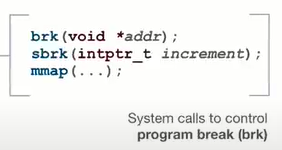 brk(void *addr);
sbrk(intptr_t increment);
mmap(...);
System calls to control
program break (brk)